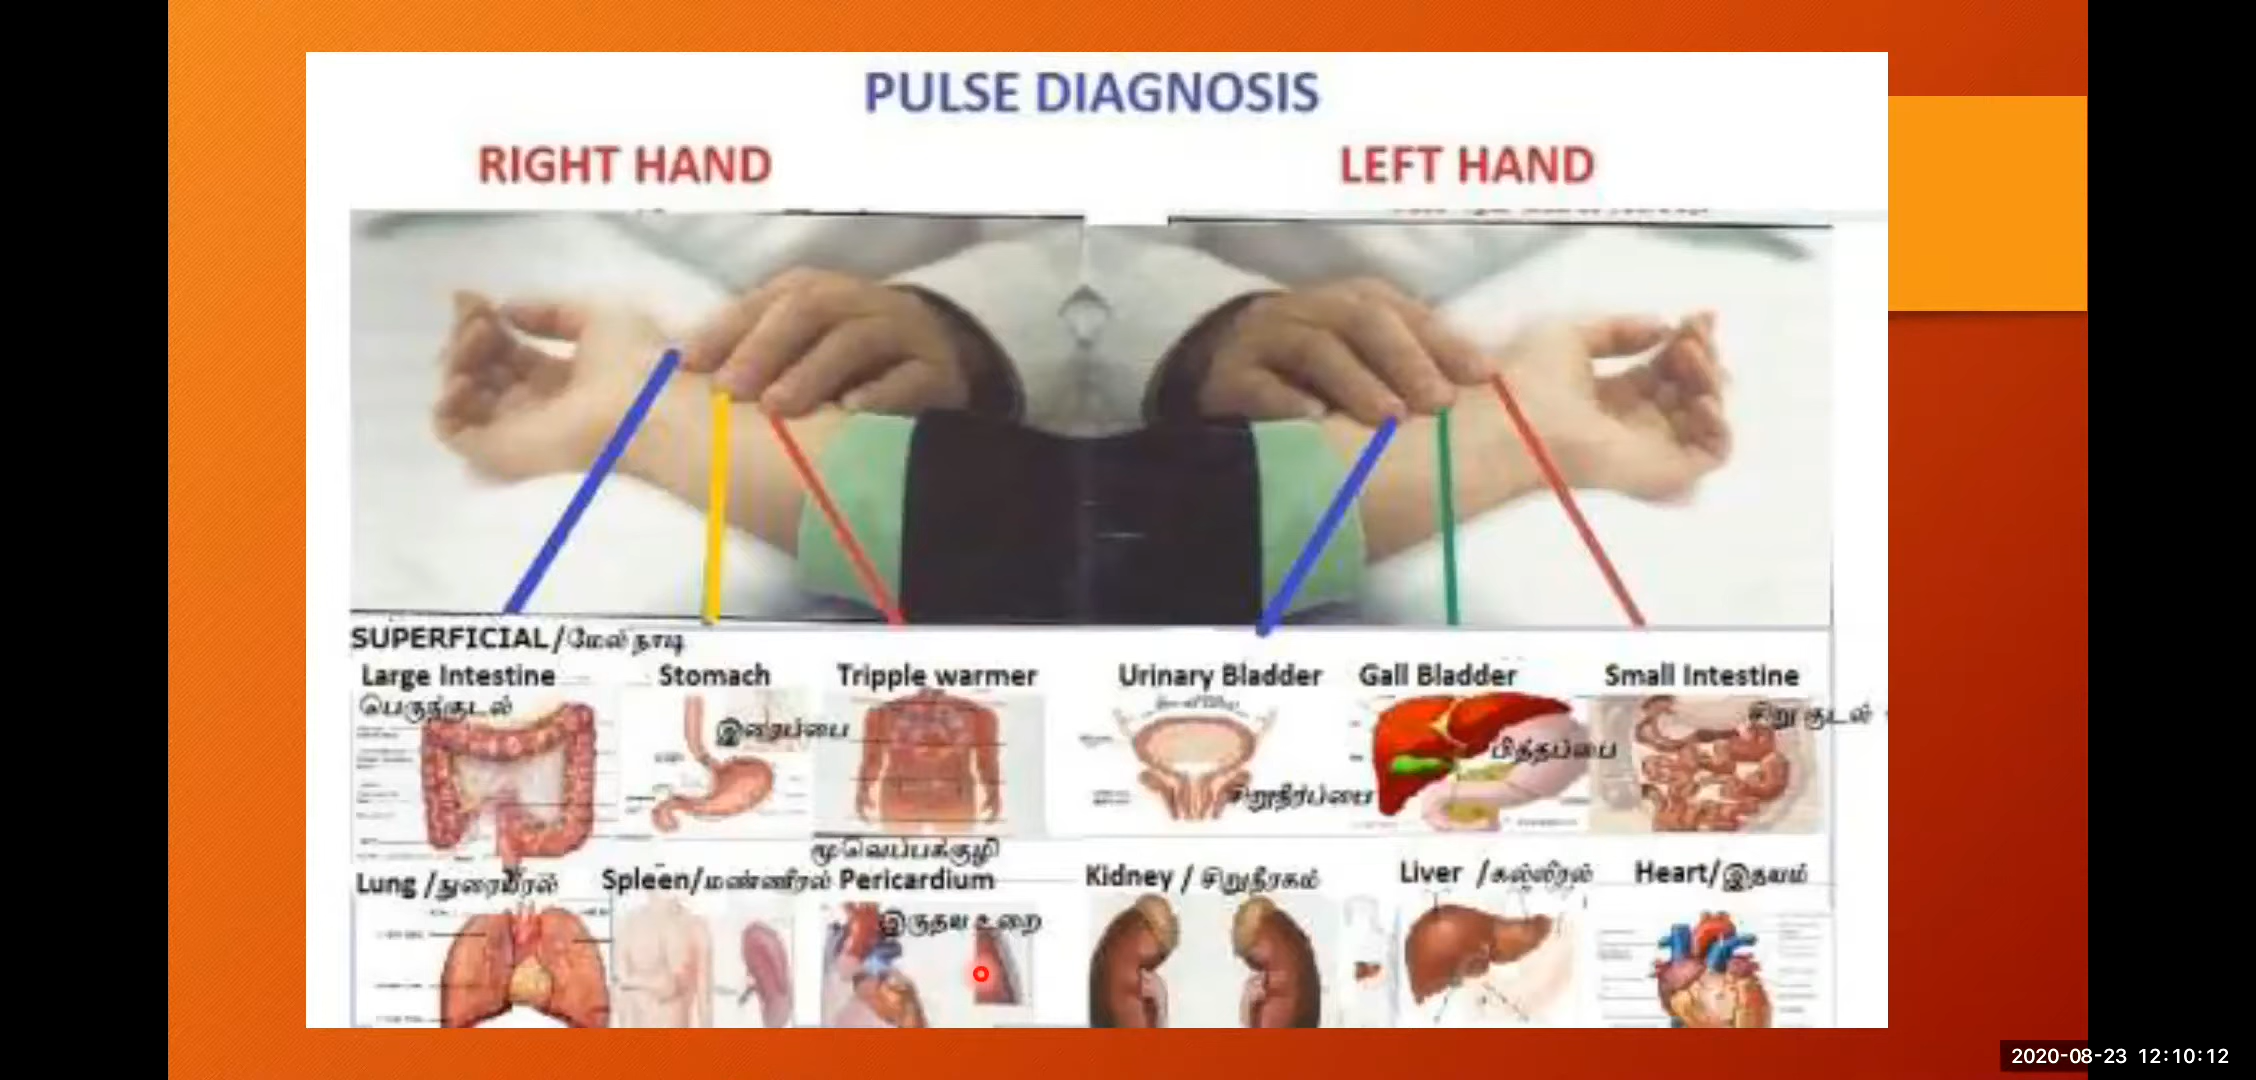 PULSE DIAGNOSIS
RIGHT HAND
LEFT HAND
SUPERFICIAL/மேல் நாடி
Large Intestine
பெருங்குடல்
Stomach
இரைப்பை
Tripple warmer
மூவெப்பக்குழி
Urinary Bladder
சிறுநீர்ப்பை
Gall Bladder
பித்தப்பை
Small Intestine
சிறு குடல்
Lung /நுரையீரல்
Spleen/மண்ணீரல்
Pericardium
இருதய உறை
Kidney / சிறுநீரகம்
Liver /கல்லீரல்
Heart/இதயம்
2020-08-23 12:10:12